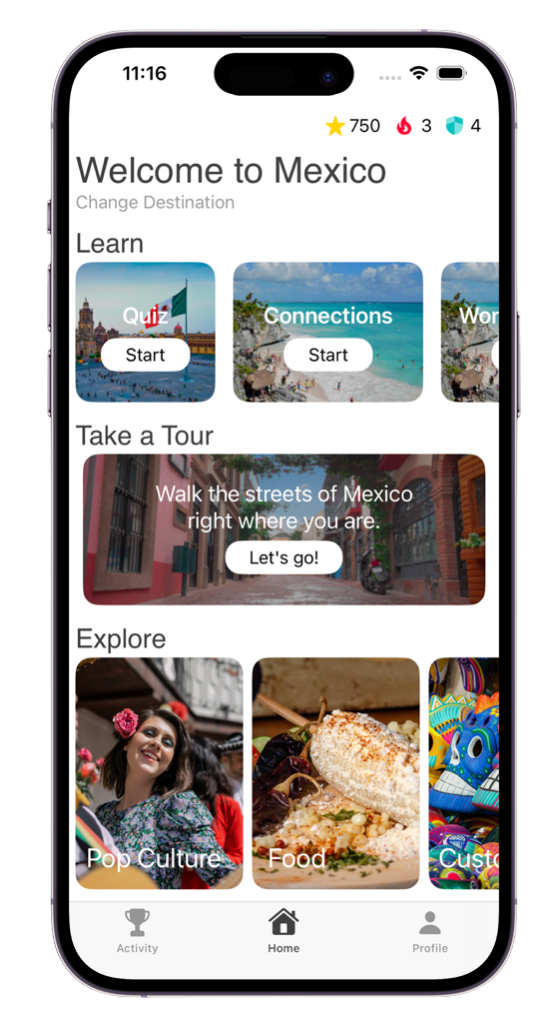 11:16
750 3 4
Welcome to Mexico
Change Destination
Learn
Quiz
Start
Connections
Start
Wor
Take a Tour
Walk the streets of Mexico
right where you are.
Let's go!
Explore
Pop Culture
Food
Custo
Activity
Home
Profile